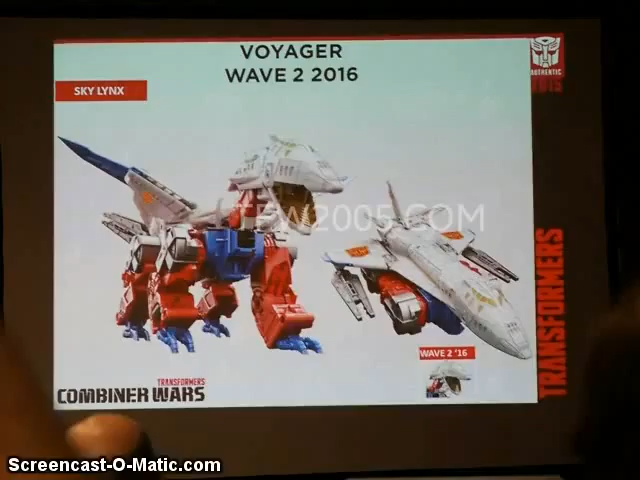 VOYAGER
WAVE 2 2016
SKY LYNX
AUTHENTIC
TFW2005.COM
TRANSFORMERS
WAVE 2 '16
TRANSFORMERS
COMBINER WARS
Screencast-O-Matic.com